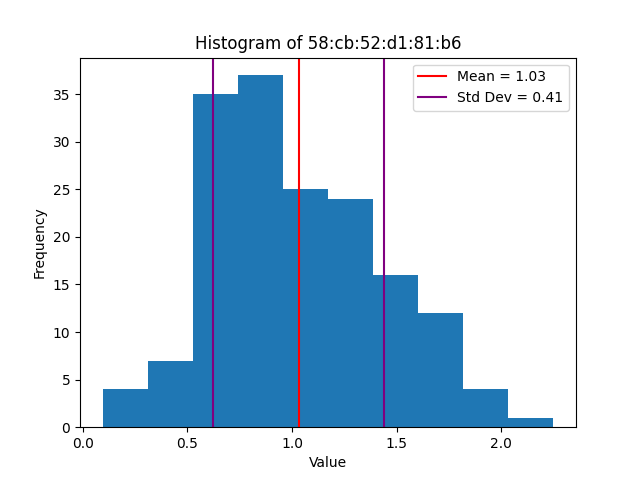 Histogram of 58:cb:52:d1:81:b6
Mean = 1.03
Std Dev = 0.41
Frequency
35
30
25
20
15
10
5
0
0.0 0.5 1.0 1.5 2.0
Value